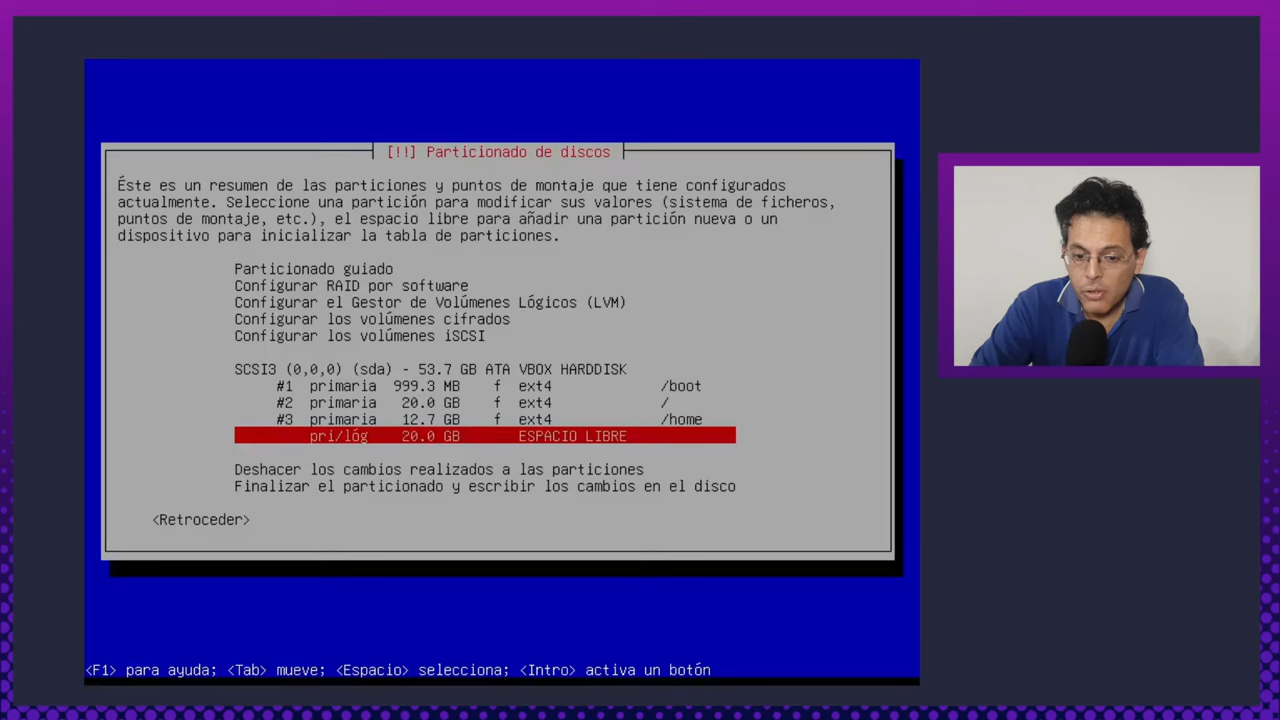 [!!] Particionado de discos
Éste es un resumen de las particiones y puntos de montaje que tiene configurados
actualmente. Seleccione una partición para modificar sus valores (sistema de ficheros,
puntos de montaje, etc.), el espacio libre para añadir una partición nueva o un
dispositivo para inicializar la tabla de particiones.
Particionado guiado
Configurar RAID por software
Configurar el Gestor de Volúmenes Lógicos (LVM)
Configurar los volúmenes cifrados
Configurar los volúmenes iSCSI
SCSI3 (0,0,0) (sda) - 53.7 GB ATA VBOX HARDDISK
#1 primaria 999.3 MB f ext4 /boot
#2 primaria 20.0 GB f ext4 /
#3 primaria 12.7 GB f ext4 /home
pri/lóg 20.0 GB ESPACIO LIBRE
Deshacer los cambios realizados a las particiones
Finalizar el particionado y escribir los cambios en el disco
<Retroceder>
<F1> para ayuda; <Tab> mueve; <Espacio> selecciona; <Intro> activa un botón